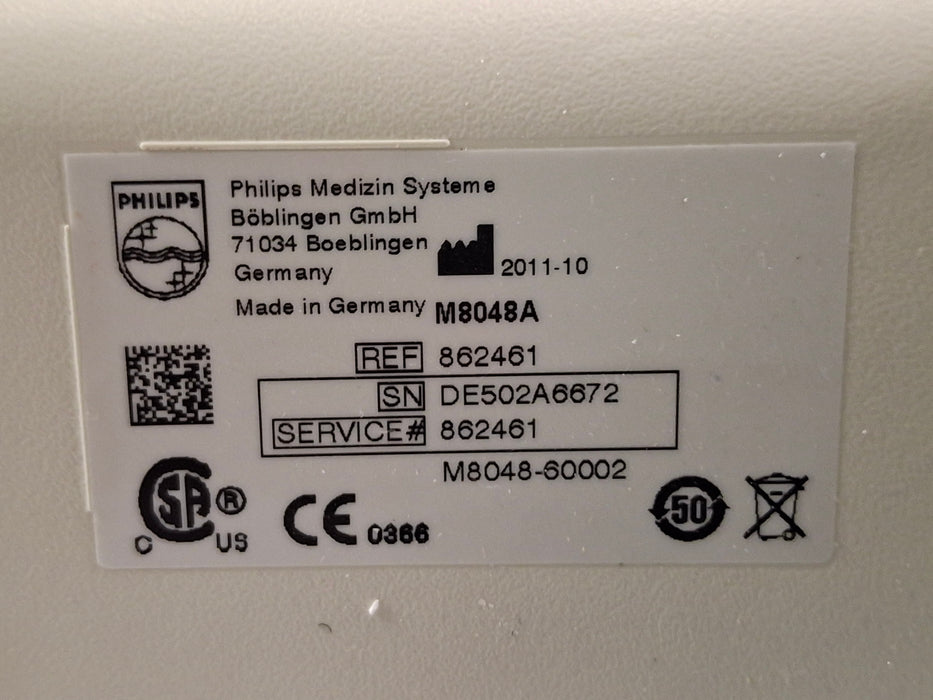 PHILIPS
Philips Medizin Systeme
Böblingen GmbH
71034 Boeblingen
Germany
2011-10
Made in Germany M8048A
REF 862461
SN DE502A6672
SERVICE# 862461
M8048-60002
SA ®
C US
CE 0366
50